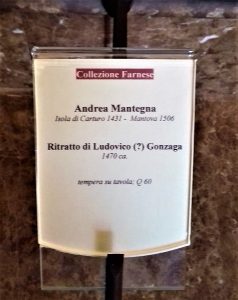 Collezione Farnese
Andrea Mantegna
Isola di Carturo 1431 - Mantova 1506
Ritratto di Ludovico (?) Gonzaga
1470 ca.
tempera su tavola; Q 60